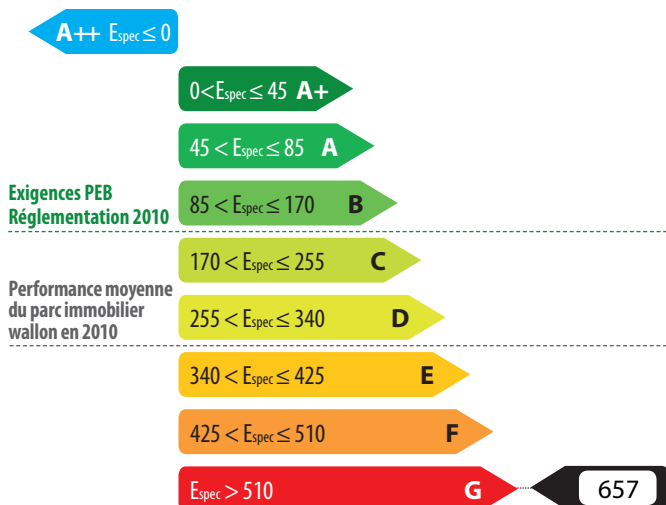 A++ Espec ≤ 0
0<Espec ≤ 45 A+
45 < Espec ≤ 85 A
Exigences PEB
Réglementation 2010
85 < Espec ≤ 170 B
170 < Espec ≤ 255 C
Performance moyenne
du parc immobilier
wallon en 2010
255 < Espec ≤ 340 D
340 < Espec ≤ 425 E
425 < Espec ≤ 510 F
Espec > 510 G
657